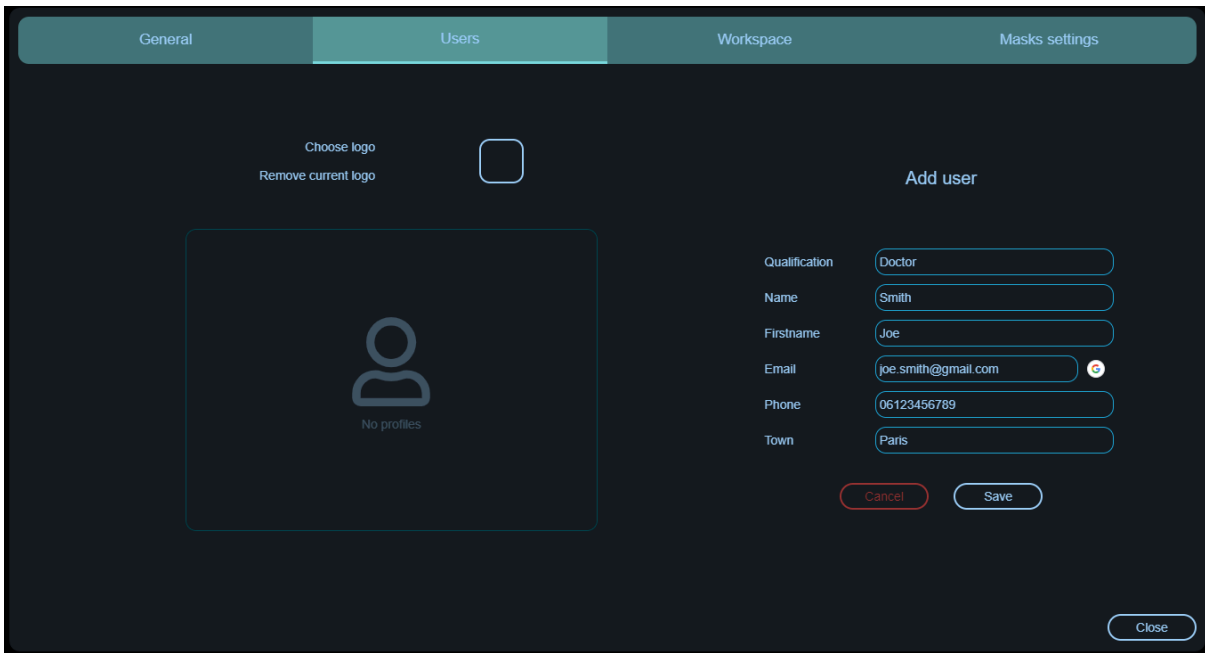 General
Users
Workspace
Masks settings
Choose logo
Remove current logo
No profiles
Add user
Qualification Doctor
Name Smith
Firstname Joe
Email joe.smith@gmail.com G
Phone 06123456789
Town Paris
Cancel Save
Close